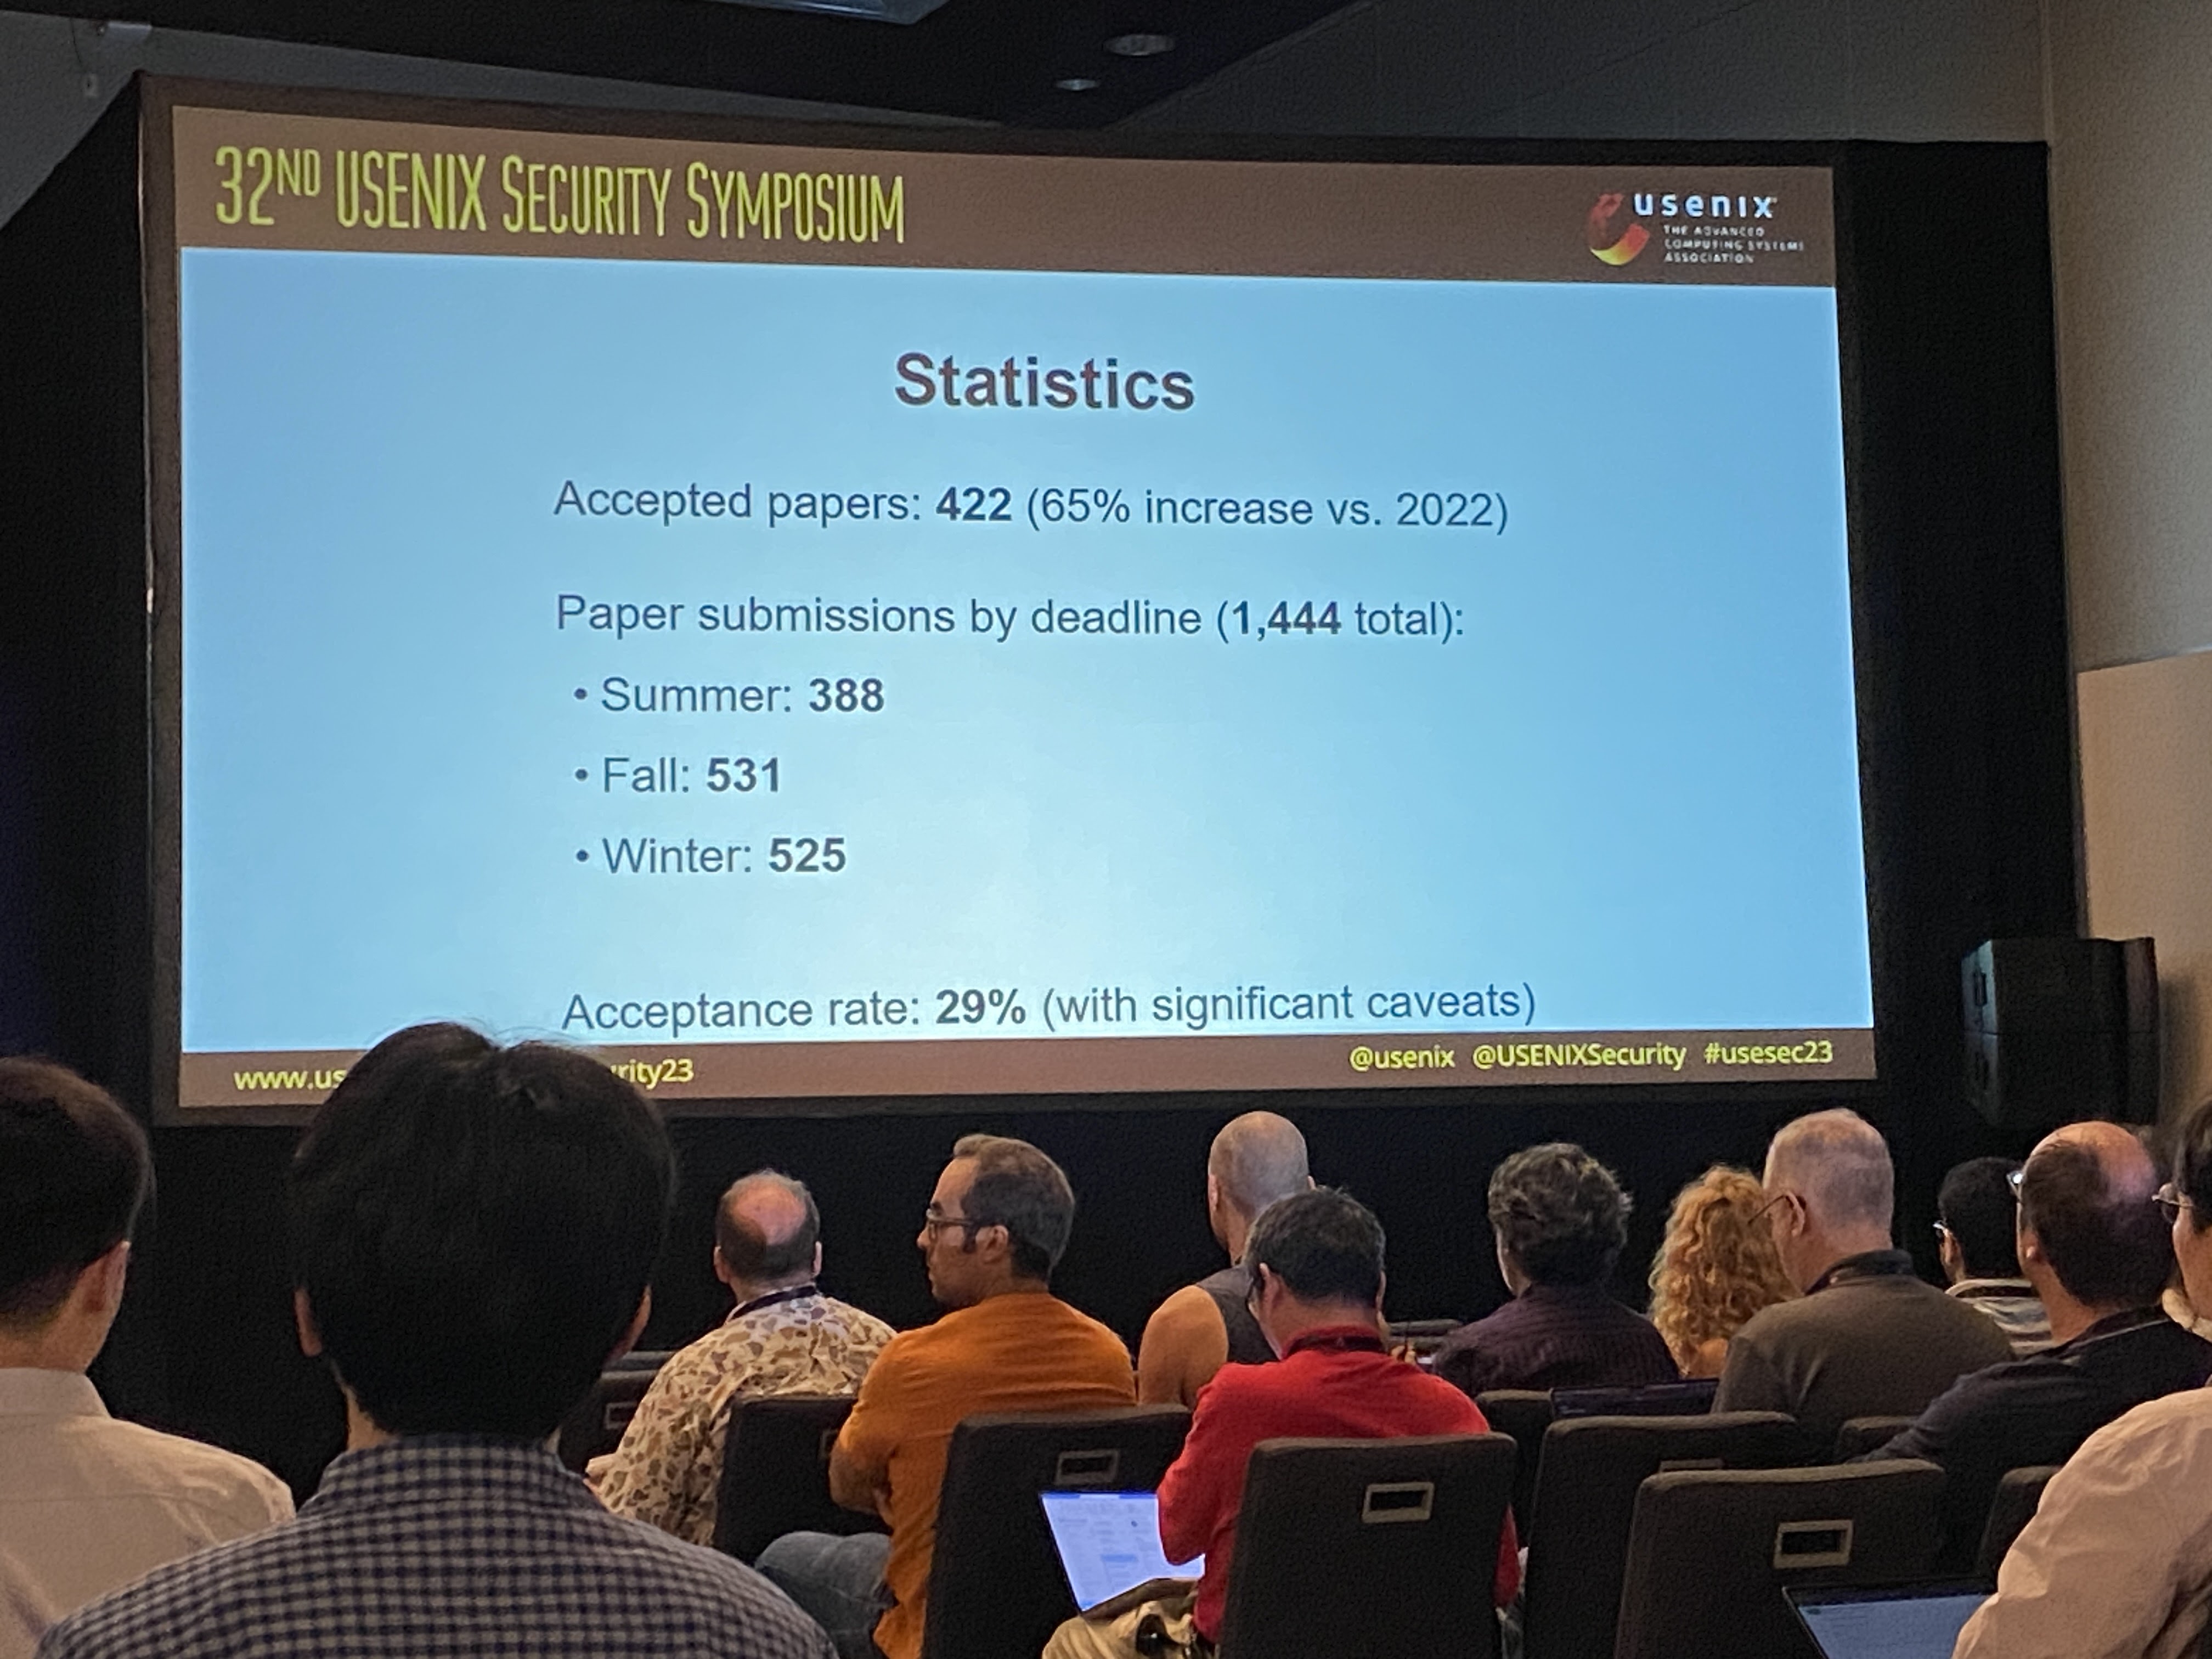 32ND USENIX SECURITY SYMPOSIUM
usenix
THE ADVANCED
COMPUTING SYSTEMS
ASSOCIATION
Statistics
Accepted papers: 422 (65% increase vs. 2022)
Paper submissions by deadline (1,444 total):
• Summer: 388
• Fall: 531
• Winter: 525
Acceptance rate: 29% (with significant caveats)
www.us rity23
@usenix @USENIXSecurity #usesec23